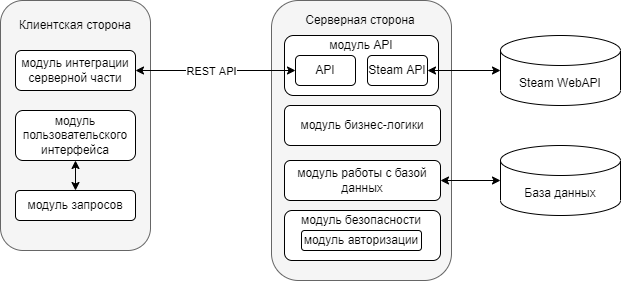 Клиентская сторона
модуль интеграции
серверной части
модуль
пользовательского
интерфейса
модуль запросов
REST API
Серверная сторона
модуль API
API
Steam API
модуль бизнес-логики
модуль работы с базой
данных
модуль безопасности
модуль авторизации
Steam WebAPI
База данных